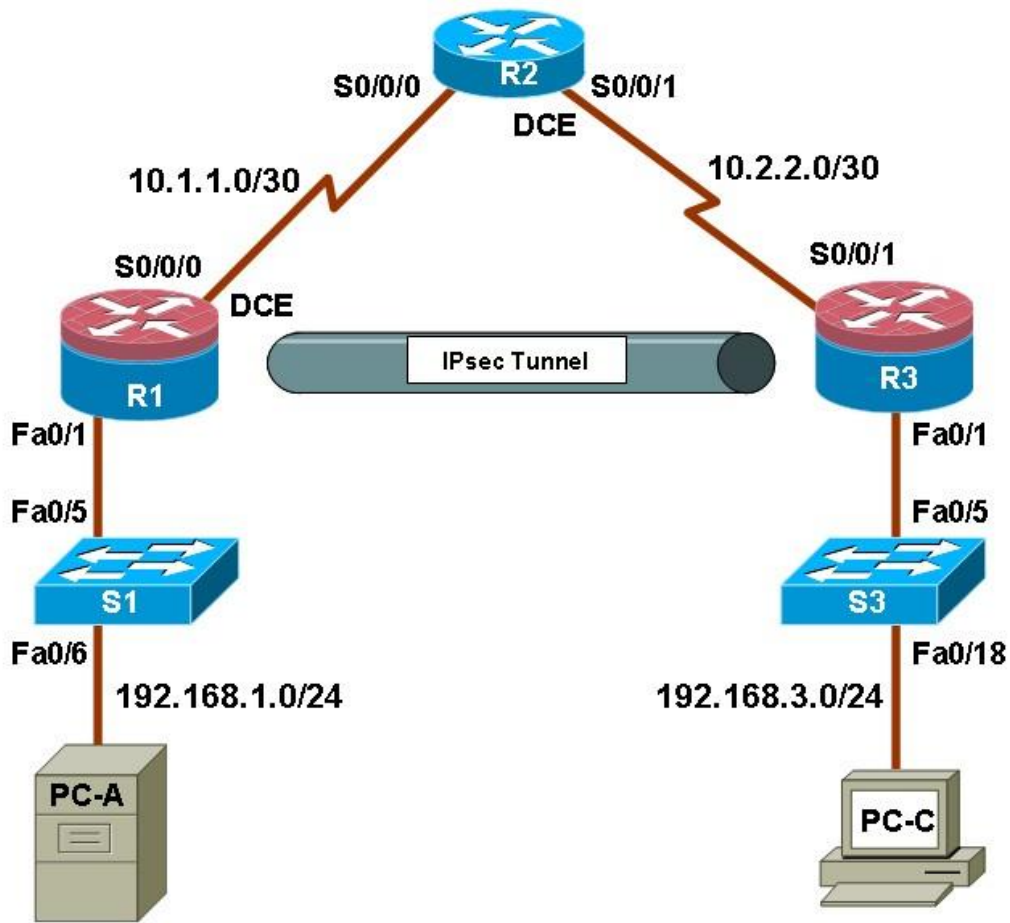 R2
S0/0/0
S0/0/1
DCE
10.1.1.0/30
10.2.2.0/30
S0/0/0
S0/0/1
DCE
IPsec Tunnel
R1
R3
Fa0/1
Fa0/1
Fa0/5
Fa0/5
S1
S3
Fa0/6
Fa0/18
192.168.1.0/24
192.168.3.0/24
PC-A
PC-C